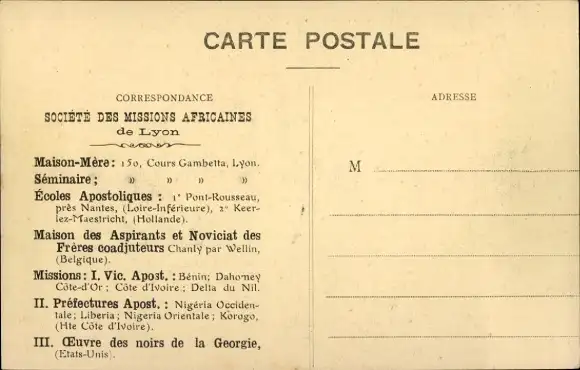 CARTE POSTALE
CORRESPONDANCE
SOCIÉTÉ DES MISSIONS AFRICAINES
de Lyon
Maison-Mère : 150, Cours Gambetta, Lyon.
Séminaire ; » » » »
Écoles Apostoliques : 1° Pont-Rousseau,
près Nantes, (Loire-Inférieure), 2° Keer-
lez-Maestricht, (Hollande).
Maison des Aspirants et Noviciat des
Frères coadjuteurs Chanly par Wellin,
(Belgique).
Missions : I. Vic. Apost. : Bénin; Dahomey
Côte-d'Or ; Côte d'Ivoire ; Delta du Nil.
II. Préfectures Apost. : Nigéria Occiden-
tale ; Liberia ; Nigeria Orientale ; Korogo,
(Hte Côte d'Ivoire).
III. Œuvre des noirs de la Georgie,
(Etats-Unis).
ADRESSE
M